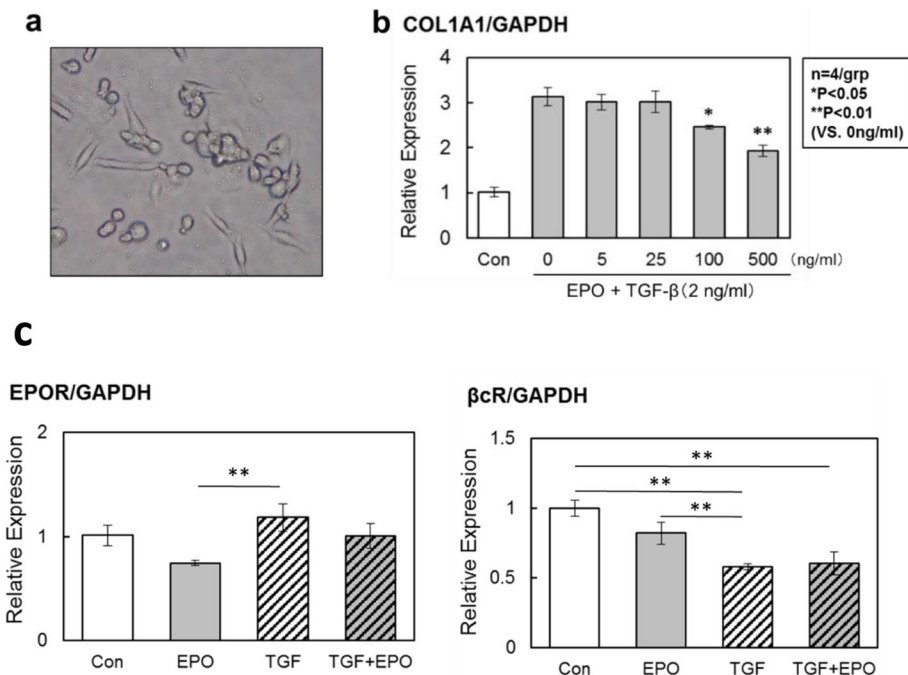 a
b
COL1A1/GAPDH
Relative Expression
4
3
2
1
0
*
**
Con
0
5
25
100
500
(ng/ml)
EPO + TGF-β(2 ng/ml)
n=4/grp
*P<0.05
**P<0.01
(VS. 0ng/ml)
c
EPOR/GAPDH
Relative Expression
2
1
0
**
Con
EPO
TGF
TGF+EPO
βcR/GAPDH
Relative Expression
1.5
1
0.5
0
**
**
**
Con
EPO
TGF
TGF+EPO